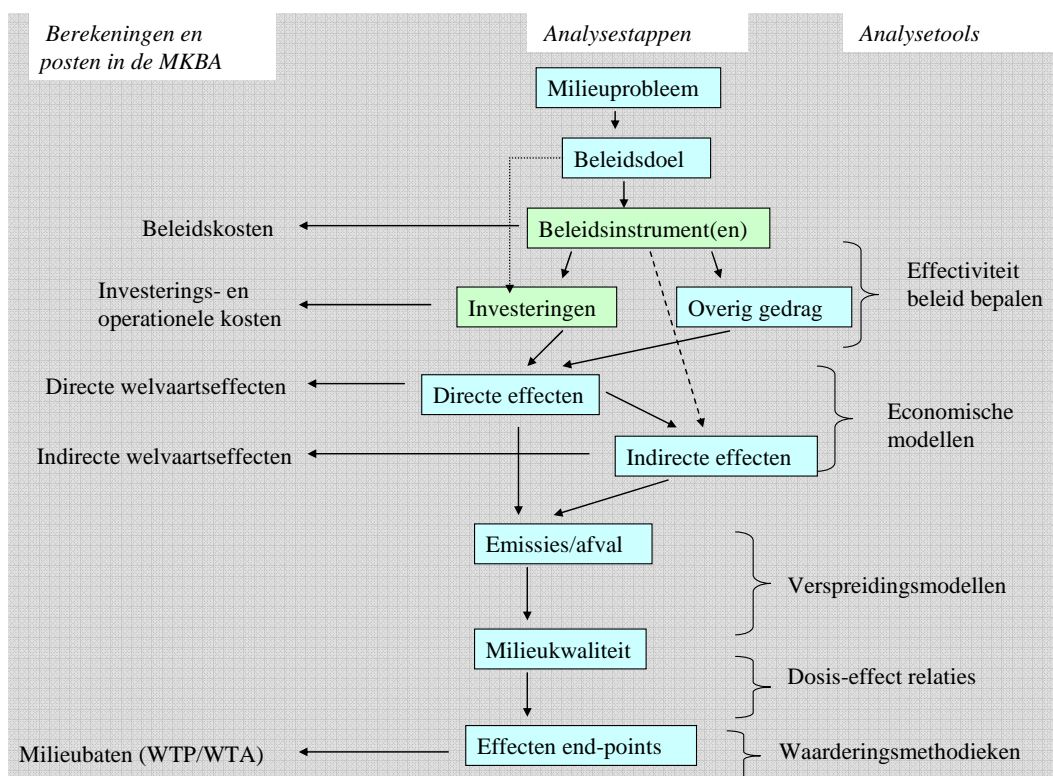 Berekeningen en
posten in de MKBA
Analysestappen
Analysetools
Milieuprobleem
Beleidsdoel
Beleidskosten
Beleidsinstrument(en)
Effectiviteit
beleid bepalen
Investerings- en
operationele kosten
Investeringen
Overig gedrag
Directe welvaartseffecten
Directe effecten
Economische
modellen
Indirecte welvaartseffecten
Indirecte effecten
Emissies/afval
Verspreidingsmodellen
Milieukwaliteit
Dosis-effect relaties
Milieubaten (WTP/WTA)
Effecten end-points
Waarderingsmethodieken